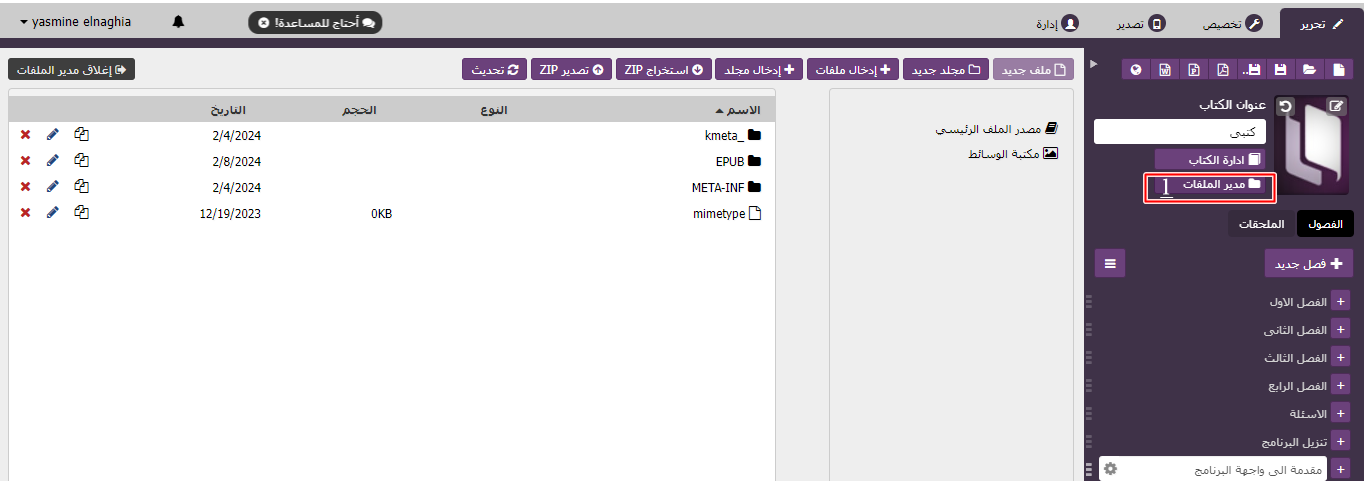 تحرير
تخصيص
تصدير
إدارة
أحتاج للمساعدة!
yasmine elnaghia
عنوان الكتاب
كتبى
ادارة الكتاب
مدير الملفات
1
الفصول
الملحقات
فصل جديد
الفصل الاول
الفصل الثانى
الفصل الثالث
الفصل الرابع
الاسئلة
تنزيل البرنامج
مقدمة الى واجهة البرنامج
ملف جديد
مجلد جديد
إدخال ملفات
إدخال مجلد
استخراج ZIP
تصدير ZIP
تحديث
إغلاق مدير الملفات
مصدر الملف الرئيسي
مكتبة الوسائط
الاسم النوع الحجم التاريخ
kmeta_ 2/4/2024
EPUB 2/8/2024
META-INF 2/4/2024
mimetype 0KB 12/19/2023